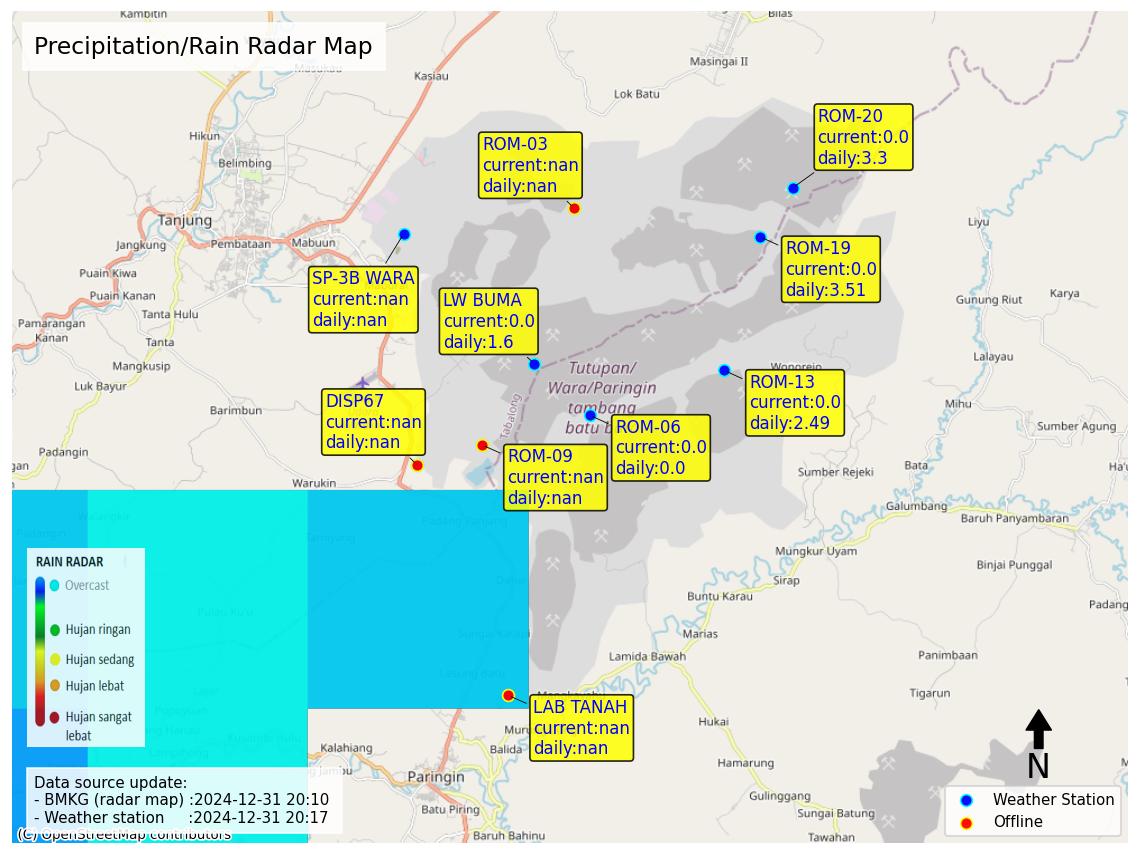 Kambitin
Bilas
Precipitation/Rain Radar Map
Masukau
Kasiau
Masingai II
Lok Batu
ROM-20
current:0.0
daily:3.3
Hikun
ROM-03
current:nan
daily:nan
Belimbing
Tanjung
Liyu
Jangkung
Pembataan
Mabuun
ROM-19
current:0.0
daily:3.51
Puain Kiwa
SP-3B WARA
current:nan
daily:nan
Puain Kanan
LW BUMA
current:0.0
daily:1.6
Gunung Riut
Karya
Tanta Hulu
Pamarangan
Kanan
Tanta
Lalayau
Mangkusip
Tutupan/
Wara/Paringin
tambang
batu b
Wonorejo
ROM-13
current:0.0
daily:2.49
Luk Bayur
Barimbun
DISP67
current:nan
daily:nan
Tabalong
Mihu
ROM-06
current:0.0
daily:0.0
Sumber Agung
Padangin
ROM-09
current:nan
daily:nan
gan
Bata
Ha'u
Sumber Rejeki
Warukin
Galumbang
Baruh Panyambaran
Padang Panjang
Mungkur Uyam
Binjai Punggal
RAIN RADAR
Overcast
Hujan ringan
Hujan sedang
Hujan lebat
Hujan sangat
lebat
Sirap
Buntu Karau
Padang
Marias
Lamida Bawah
Panimbaan
Tigarun
LAB TANAH
current:nan
daily:nan
Hukai
Kalahiang
Balida
Hamarung
Paringin
Gulinggang
Batu Piring
Sungai Batung
Baruh Bahinu
Tawahan
N
Data source update:
- BMKG (radar map) :2024-12-31 20:10
- Weather station :2024-12-31 20:17
(C) OpenStreetMap contributors
Weather Station
Offline